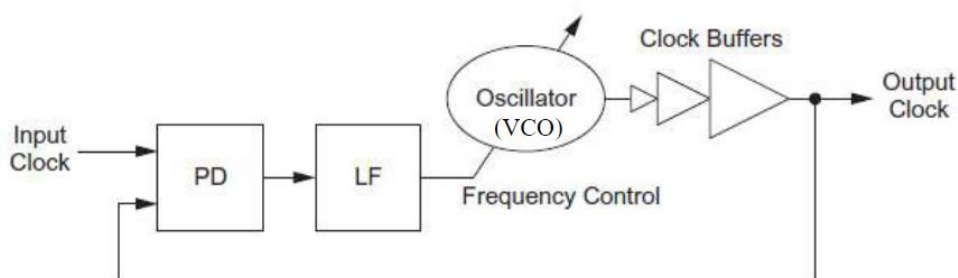 Clock Buffers
Oscillator
(VCO)
Output
Clock
Input
Clock
PD
LF
Frequency Control